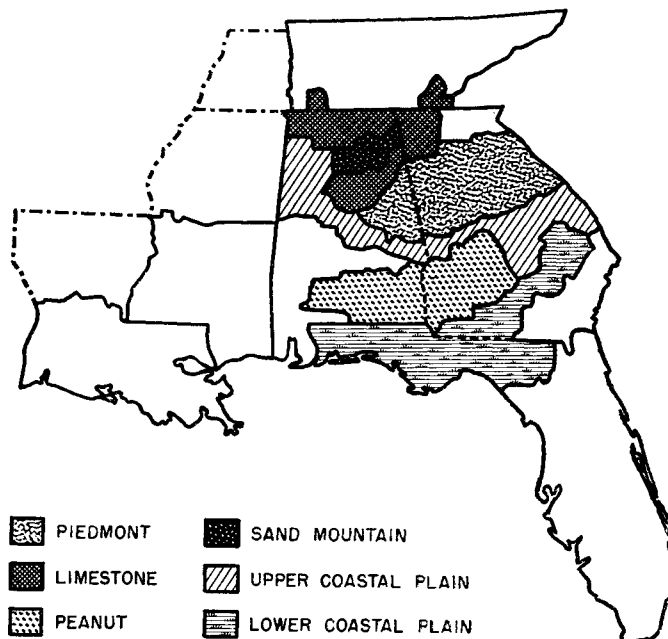 PIEDMONT
SAND MOUNTAIN
LIMESTONE
UPPER COASTAL PLAIN
PEANUT
LOWER COASTAL PLAIN